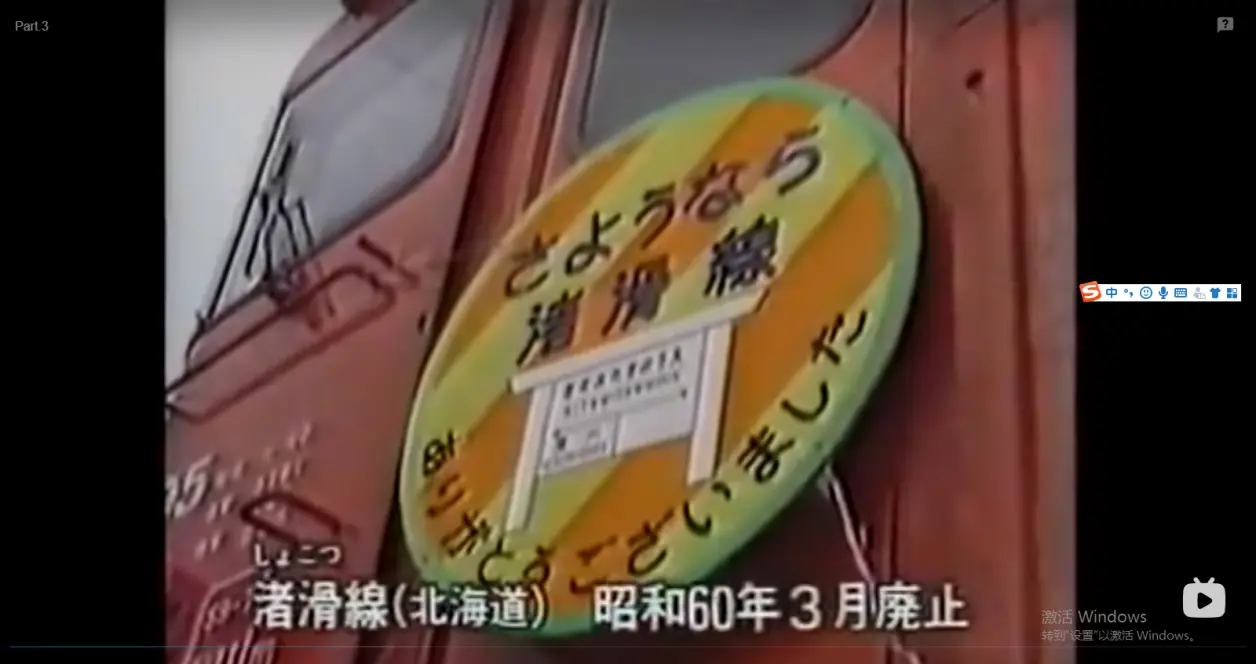 Part.3
さようなら
渚滑線
ありがとうございました
しょこつ
渚滑線(北海道) 昭和60年3月廃止
中
激活 Windows
转到"设置"以激活 Windows。